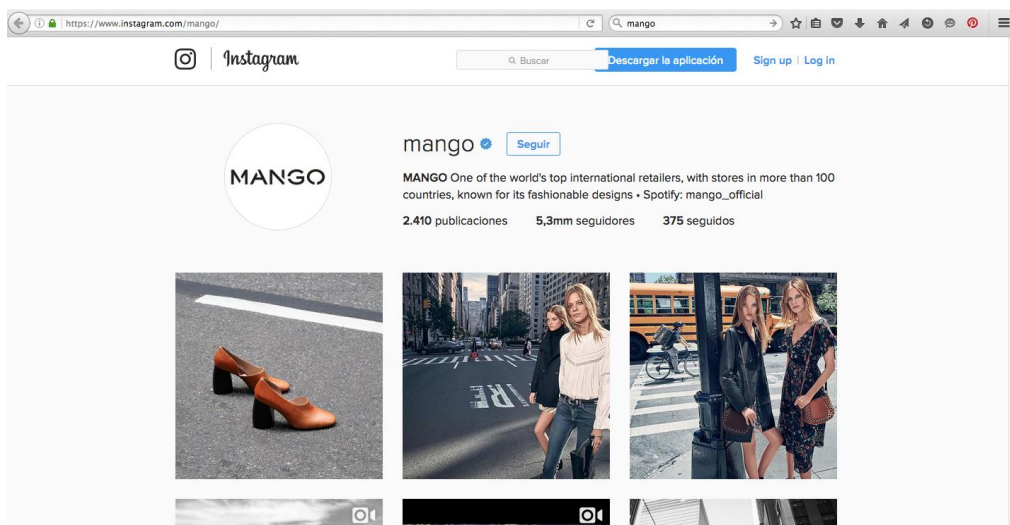 https://www.instagram.com/mango/
mango
Instagram
Buscar
Descargar la aplicación
Sign up | Log in
MANGO
mango Seguir
MANGO One of the world's top international retailers, with stores in more than 100
countries, known for its fashionable designs • Spotify: mango_official
2.410 publicaciones 5,3mm seguidores 375 seguidos